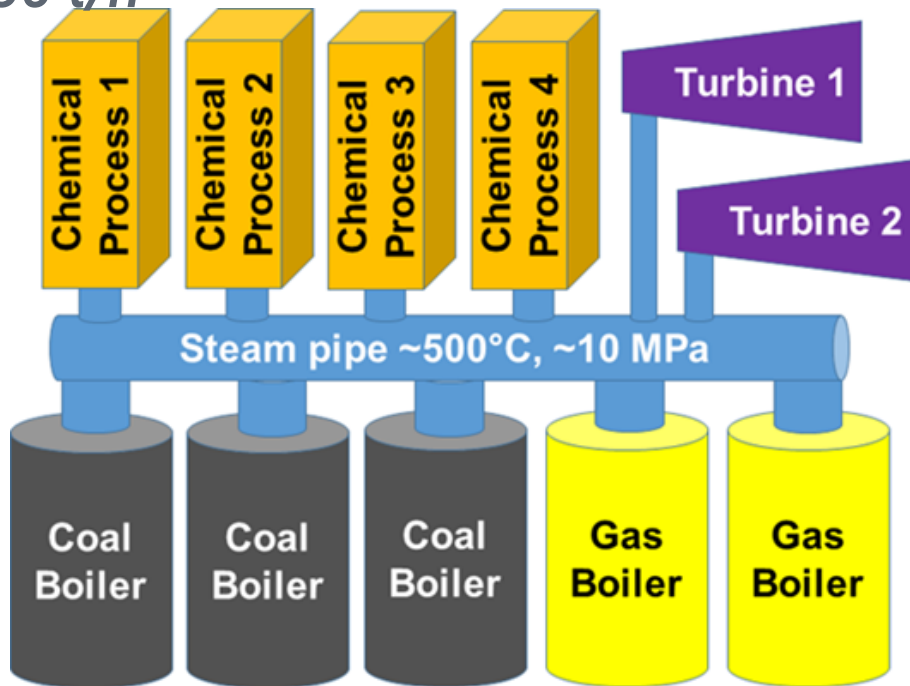 t/h
Chemical
Process 1
Chemical
Process 2
Chemical
Process 3
Chemical
Process 4
Turbine 1
Turbine 2
Steam pipe ~500°C, ~10 MPa
Coal
Boiler
Coal
Boiler
Coal
Boiler
Gas
Boiler
Gas
Boiler